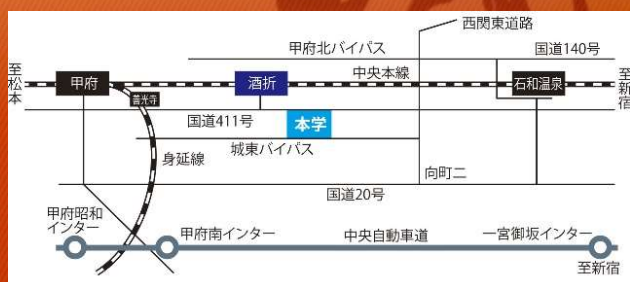 西関東道路
甲府北バイパス
国道140号
至松本
甲府
善光寺
酒折
中央本線
石和温泉
至新宿
国道411号
本学
身延線
城東バイパス
向町二
国道20号
甲府昭和
インター
甲府南インター
中央自動車道
一宮御坂インター
至新宿